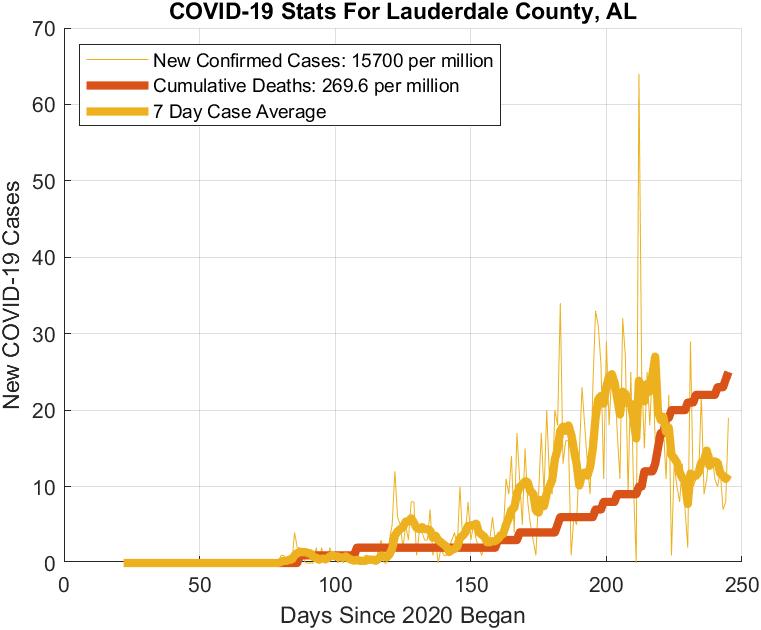 COVID-19 Stats For Lauderdale County, AL
70
60
50
40
30
20
10
0
New COVID-19 Cases
New Confirmed Cases: 15700 per million
Cumulative Deaths: 269.6 per million
7 Day Case Average
0 50 100 150 200 250
Days Since 2020 Began